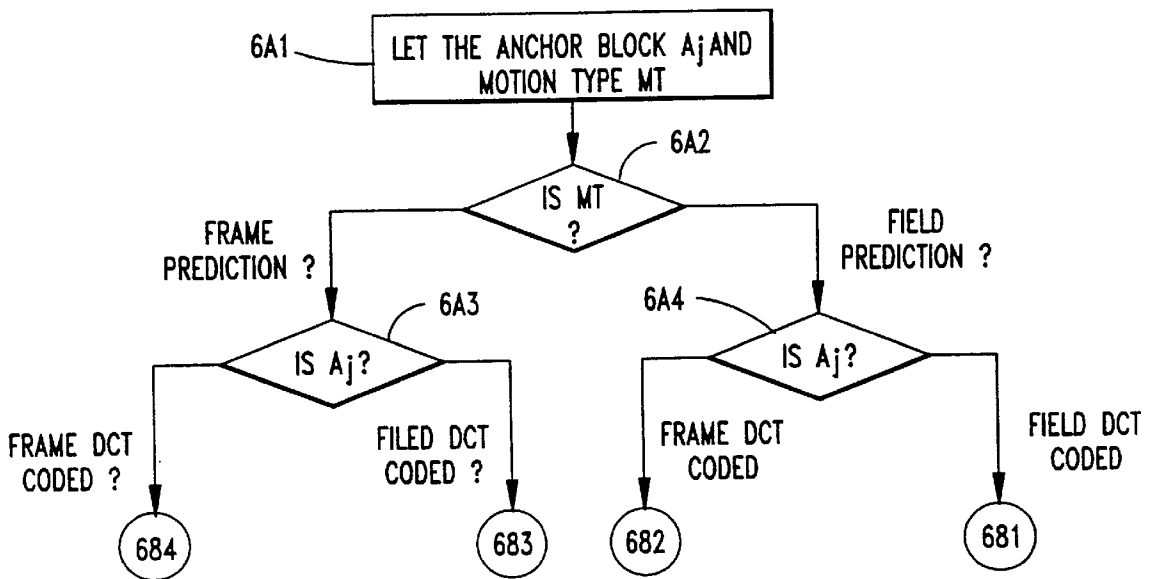 6A1
LET THE ANCHOR BLOCK Aj AND
MOTION TYPE MT
6A2
IS MT
?
FRAME
PREDICTION ?
FIELD
PREDICTION ?
6A3
IS Aj?
6A4
IS Aj?
FRAME DCT
CODED ?
FILED DCT
CODED ?
FRAME DCT
CODED
FIELD DCT
CODED
684
683
682
681